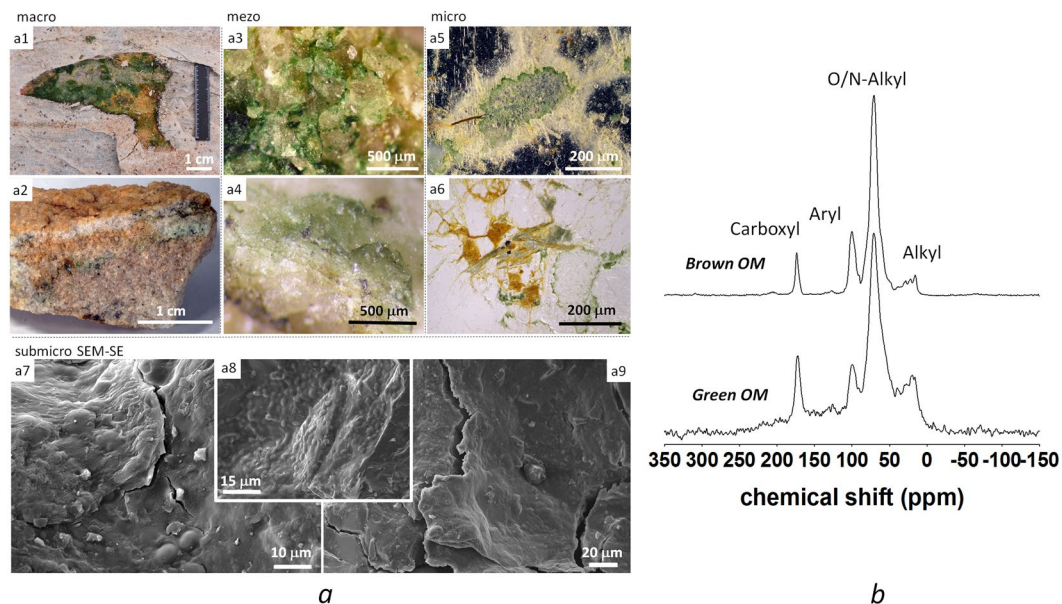 macro
mezo
micro
a1
a3
a5
1 cm
500 µm
200 µm
a2
a4
a6
1 cm
500 µm
200 µm
submicro SEM-SE
a7
a8
a9
15 µm
10 µm
20 µm
a
O/N-Alkyl
Aryl
Carboxyl
Alkyl
Brown OM
Green OM
350 300 250 200 150 100 50 0 -50 -100 -150
chemical shift (ppm)
b